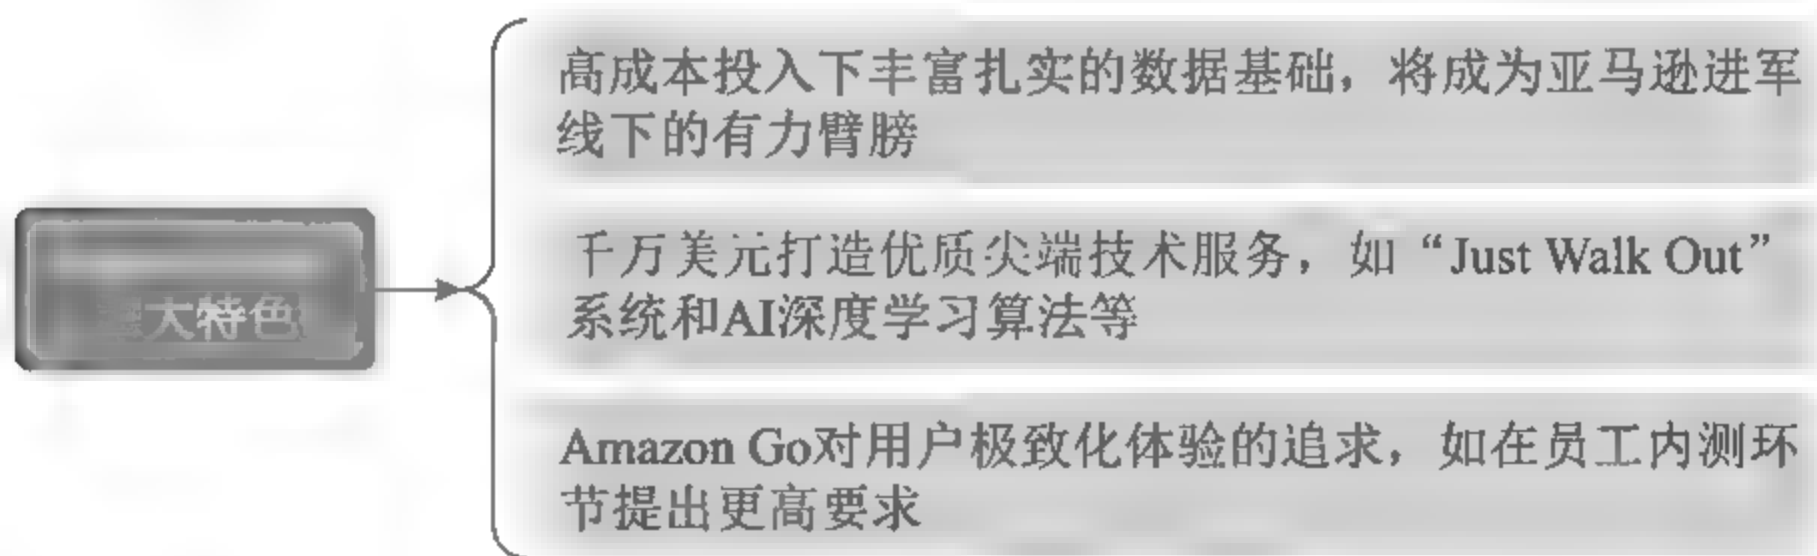 大特色
高成本投入下丰富扎实的数据基础，将成为亚马逊进军
线下的有力臂膀
千万美元打造优质尖端技术服务，如“Just Walk Out”
系统和AI深度学习算法等
Amazon Go对用户极致化体验的追求，如在员工内测环
节提出更高要求